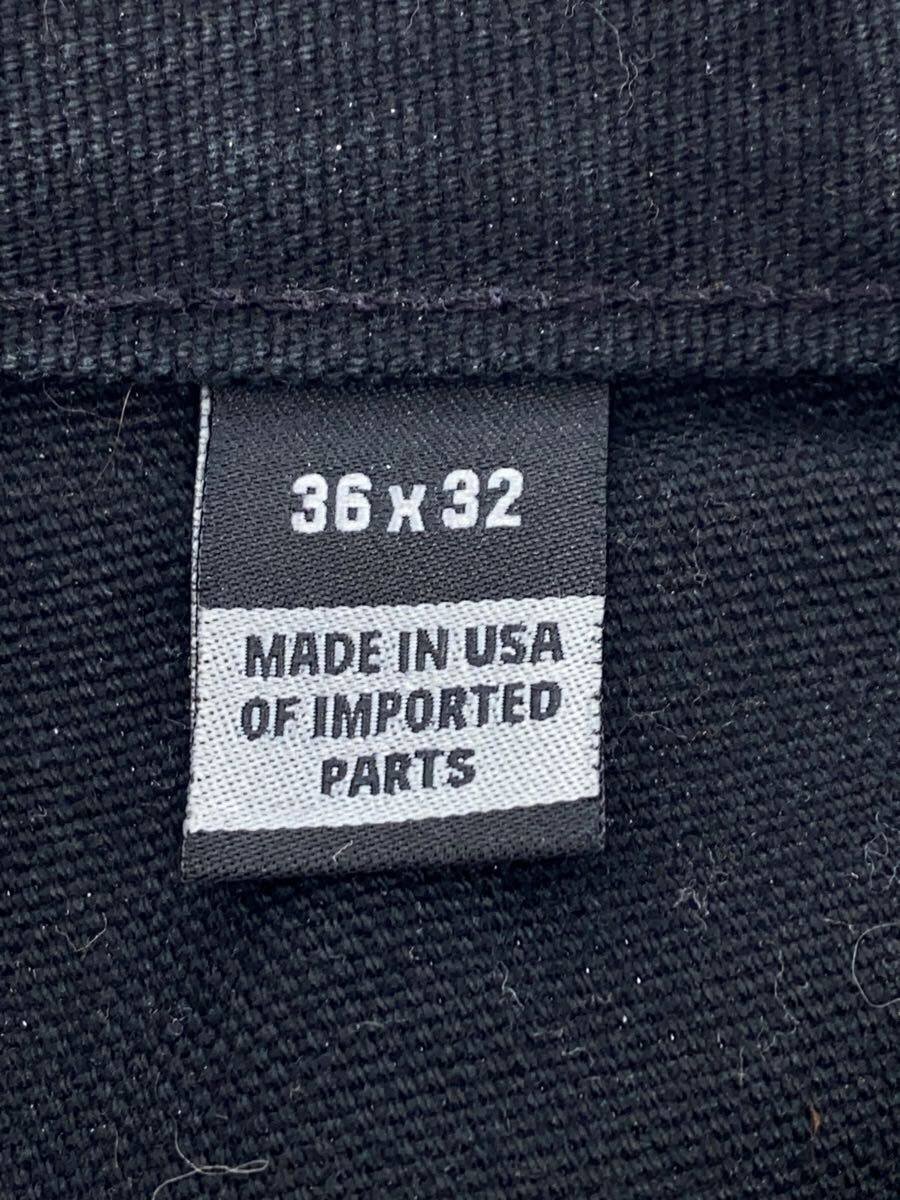 36 x 32
MADE IN USA
OF IMPORTED
PARTS